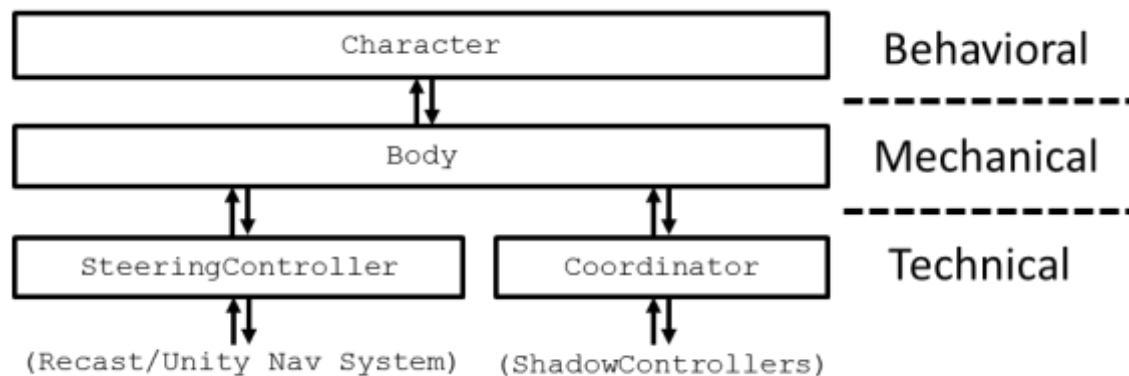 Character
Behavioral
Body
Mechanical
SteeringController
Coordinator
Technical
(Recast/Unity Nav System)
(ShadowControllers)